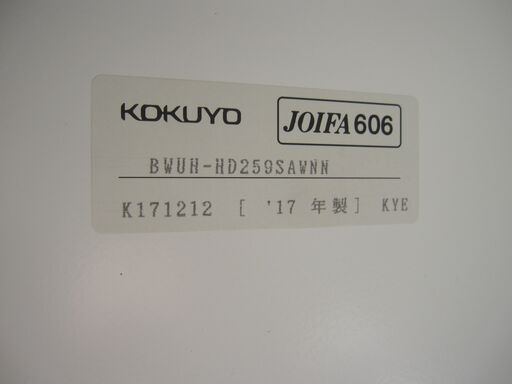 KOKUYO JOIFA606
BWUH-HD259SAWNN
K171212 [ '17 年製] KYE